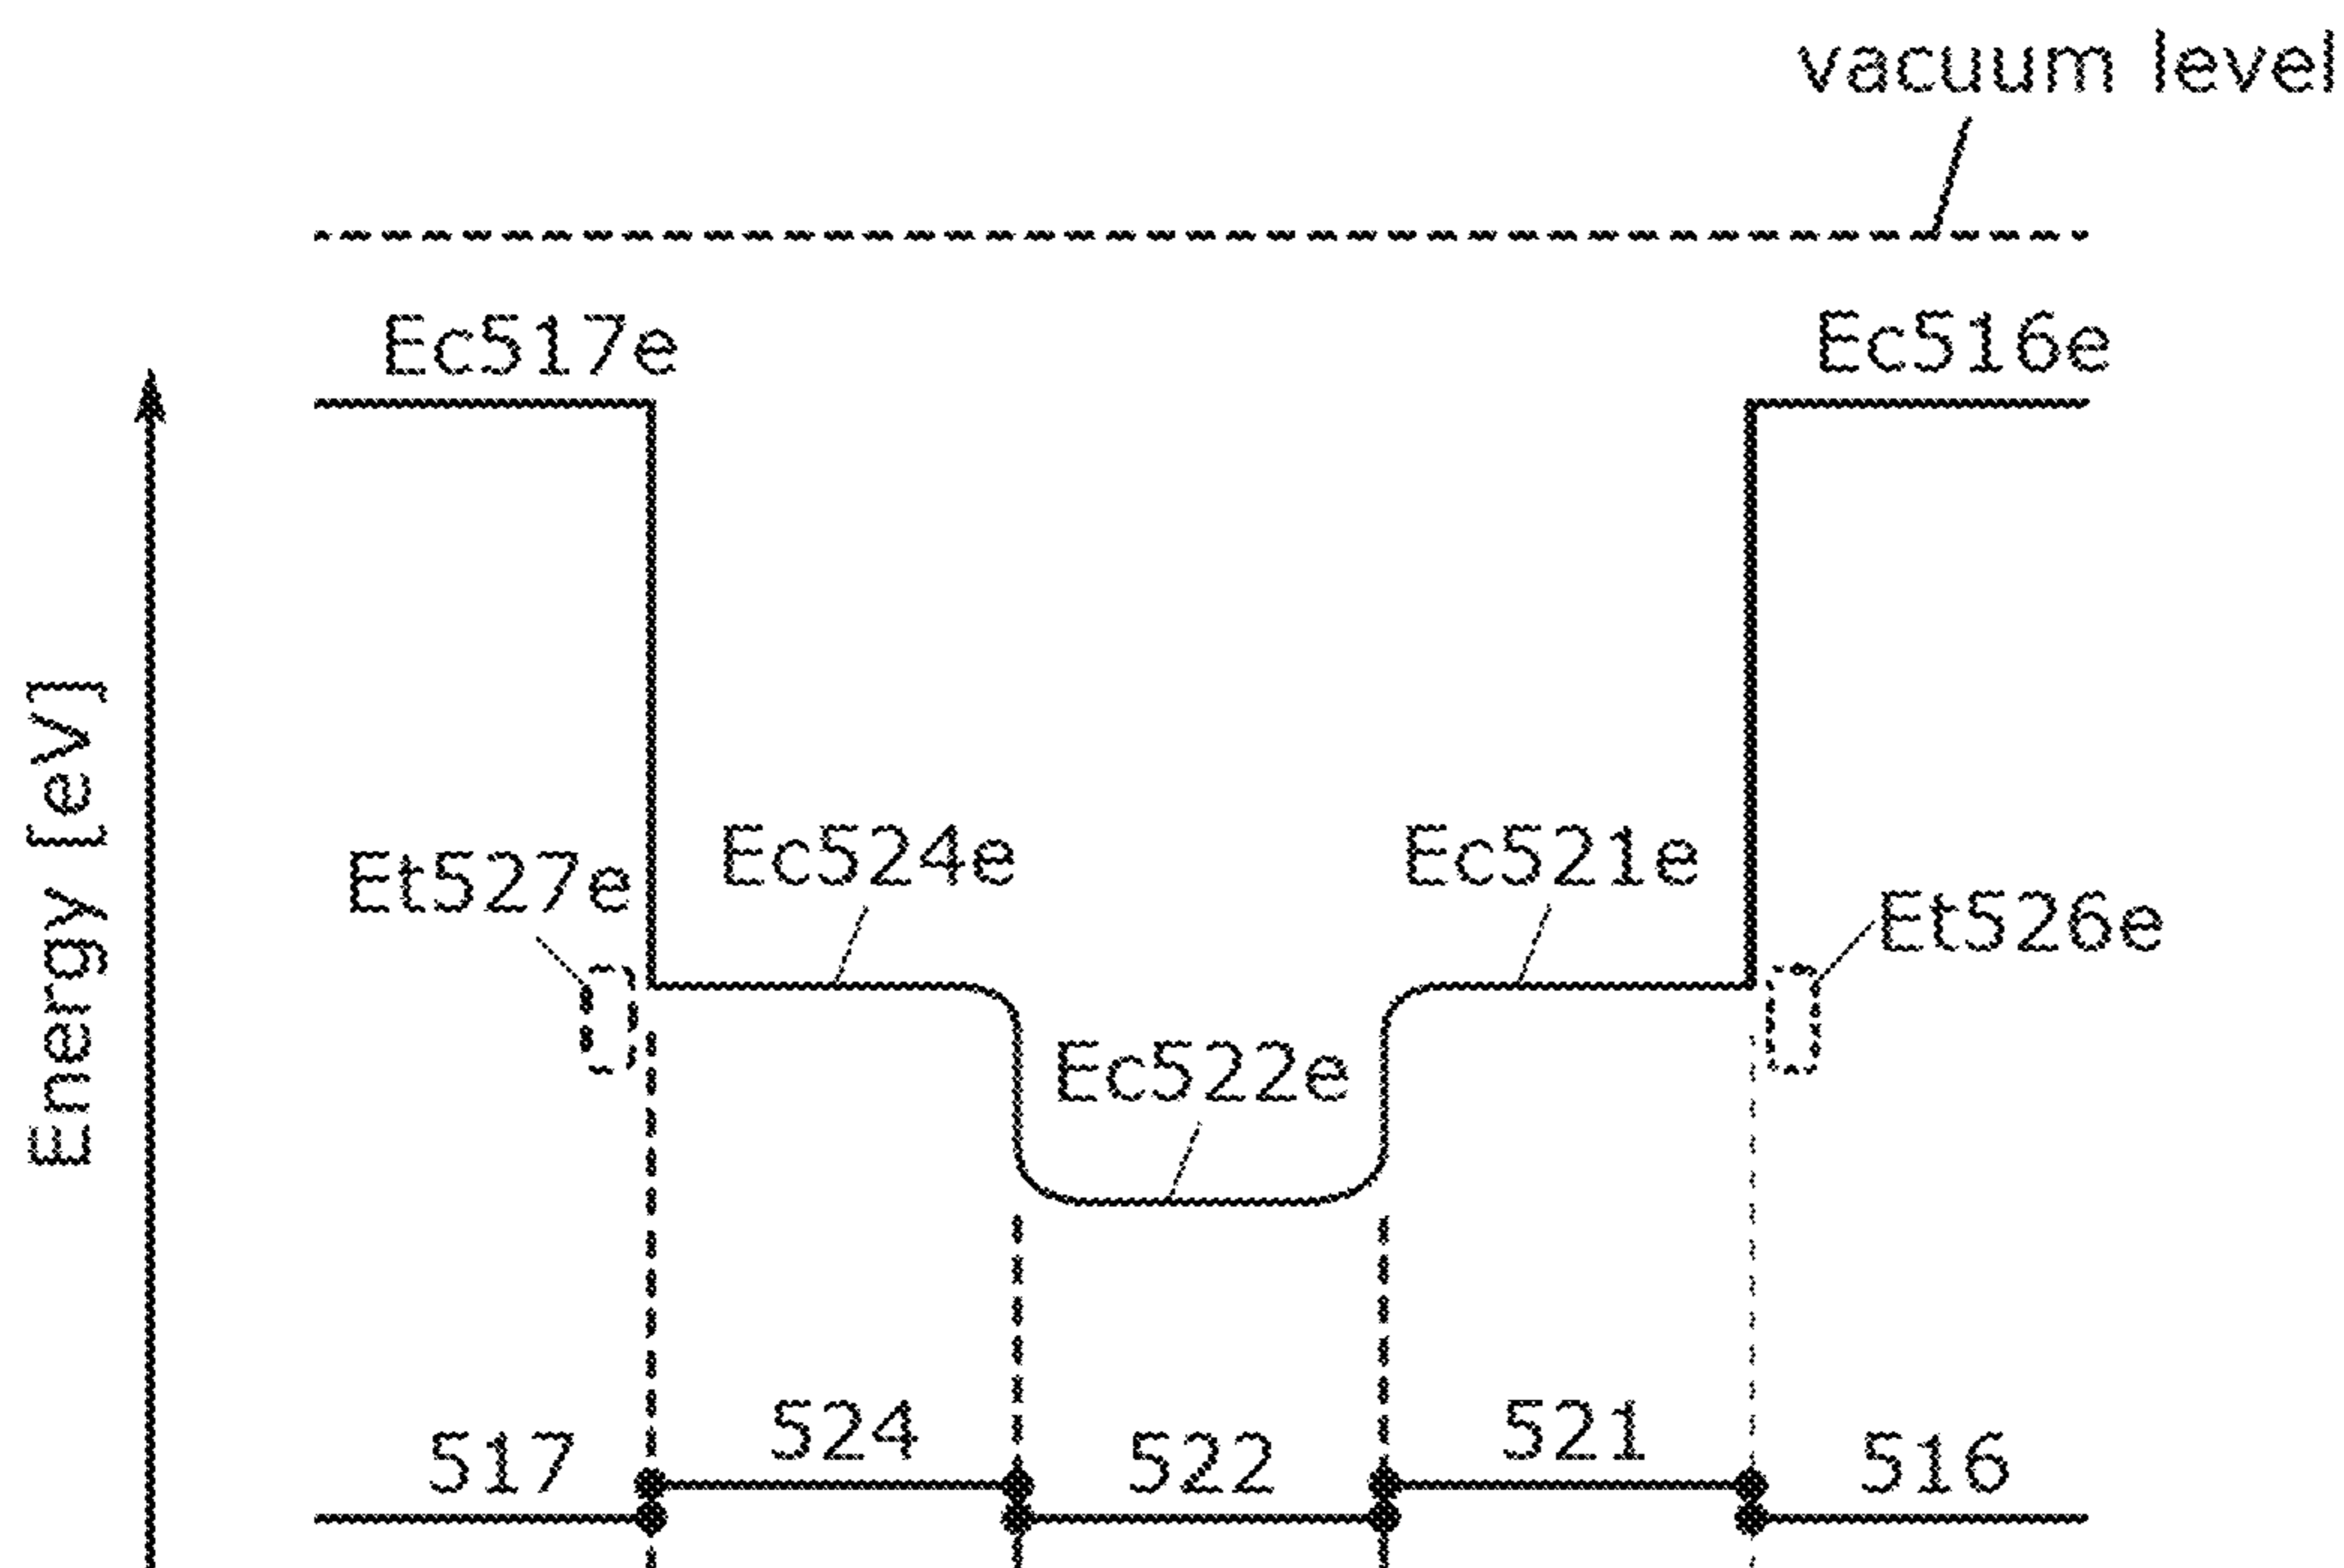 vacuum level
Ec517e
Ec516e
Energy [eV]
Ec524e
Ec521e
Et527e
Et526e
Ec522e
524
521
517
522
516